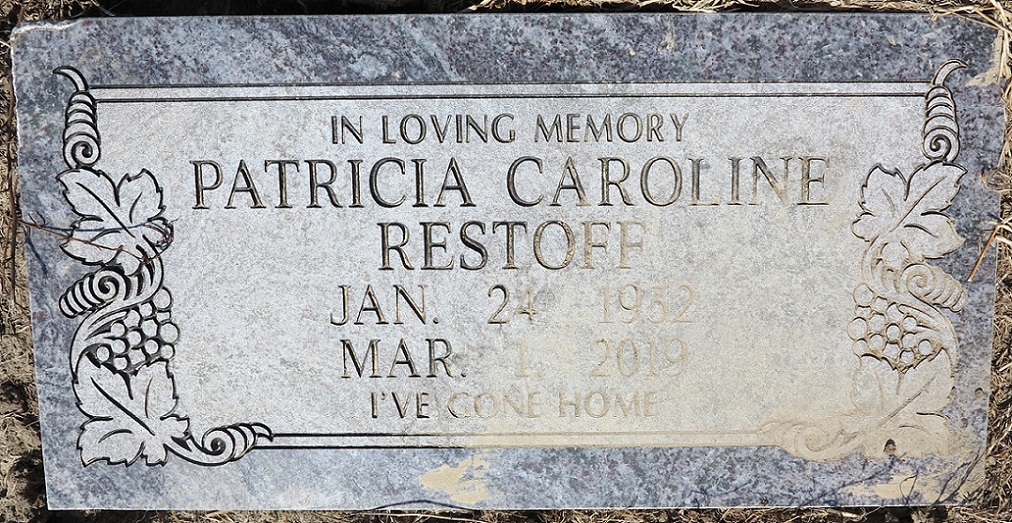 IN LOVING MEMORY
PATRICIA CAROLINE
RESTOFF
JAN. 24 1932
MAR. 1, 2019
I'VE GONE HOME